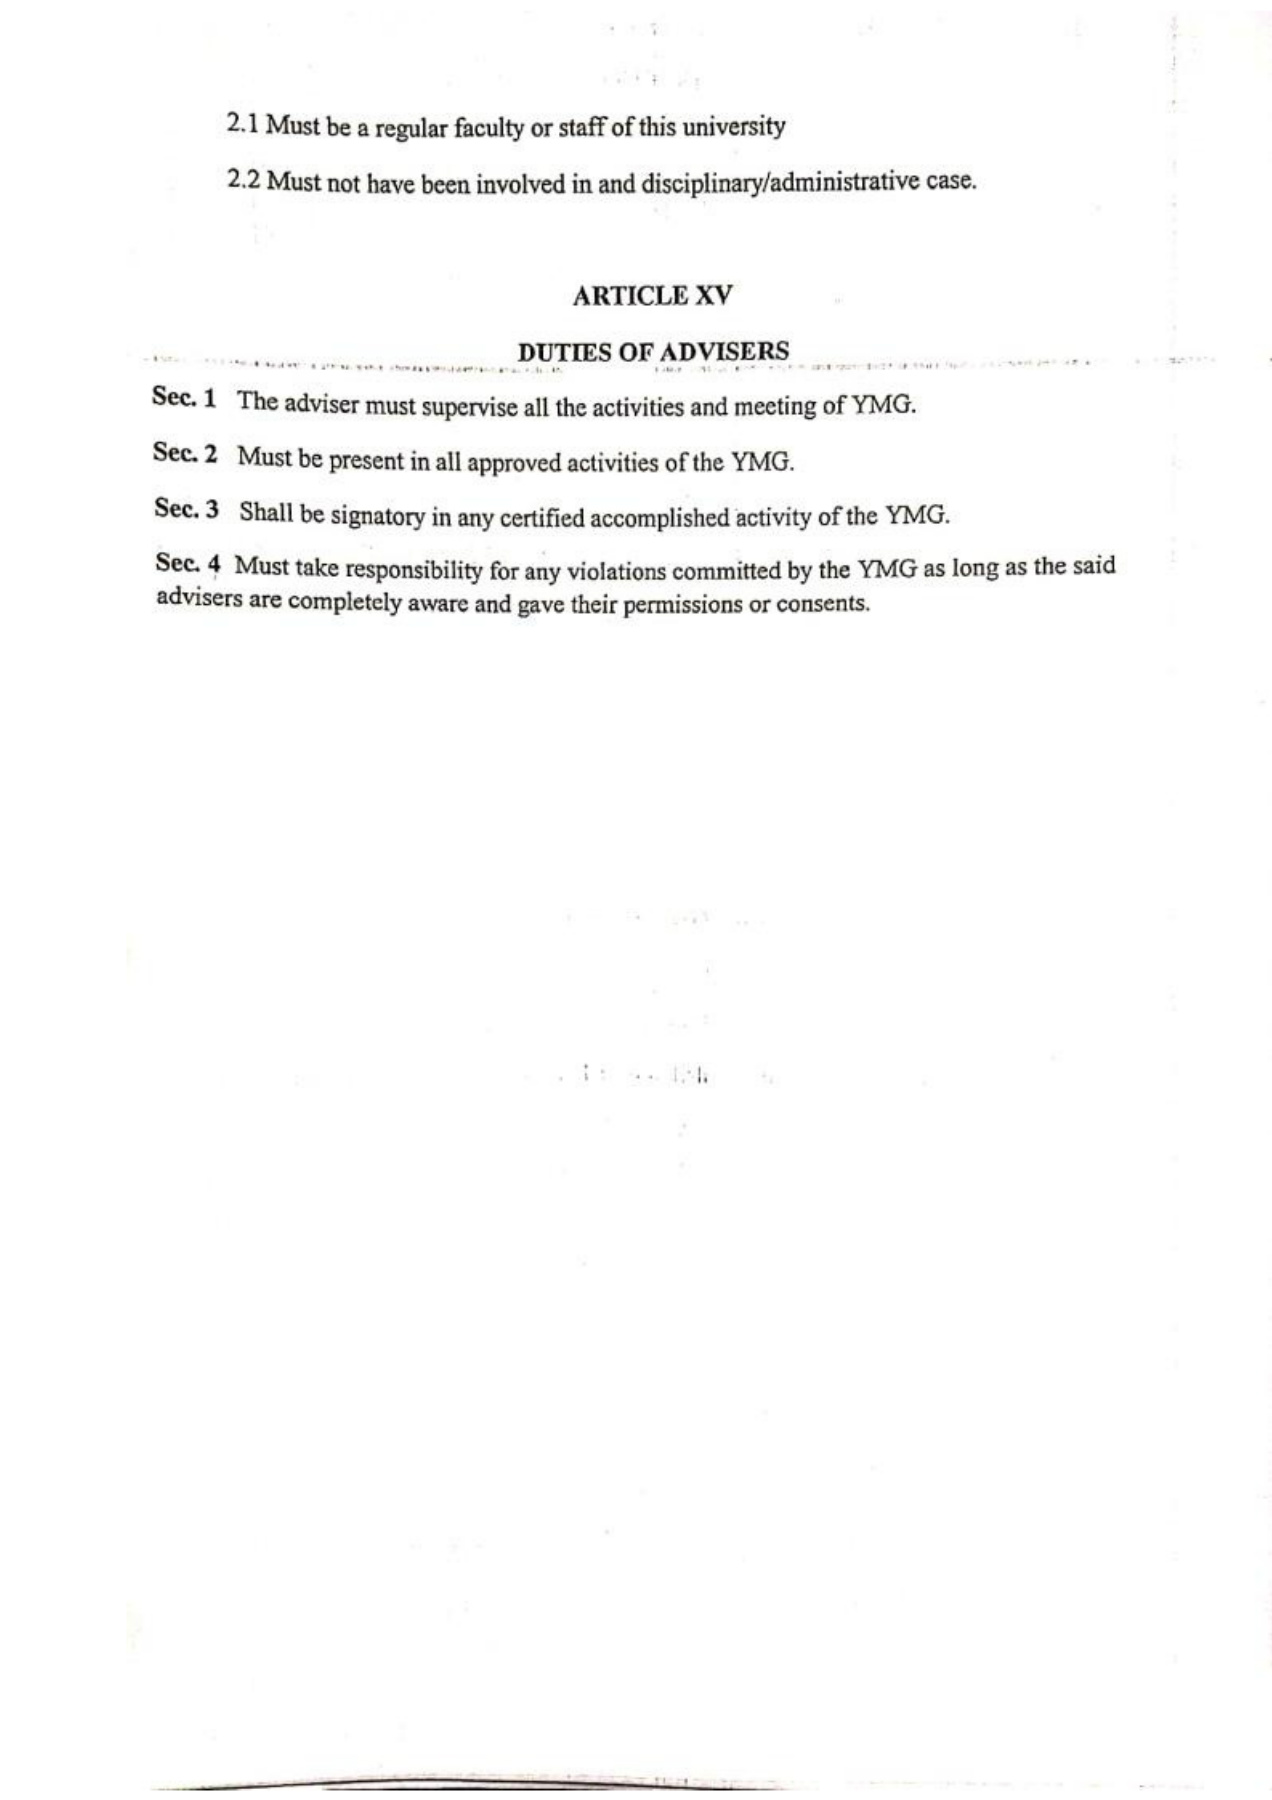 2.1 Must be a regular faculty or staff of this university
2.2 Must not have been involved in and disciplinary/administrative case.
ARTICLE XV
DUTIES OF ADVISERS
Sec. 1 The adviser must supervise all the activities and meeting of YMG.
Sec. 2 Must be present in all approved activities of the YMG.
Sec. 3 Shall be signatory in any certified accomplished activity of the YMG.
Sec. 4 Must take responsibility for any violations committed by the YMG as long as the said
advisers are completely aware and gave their permissions or consents.